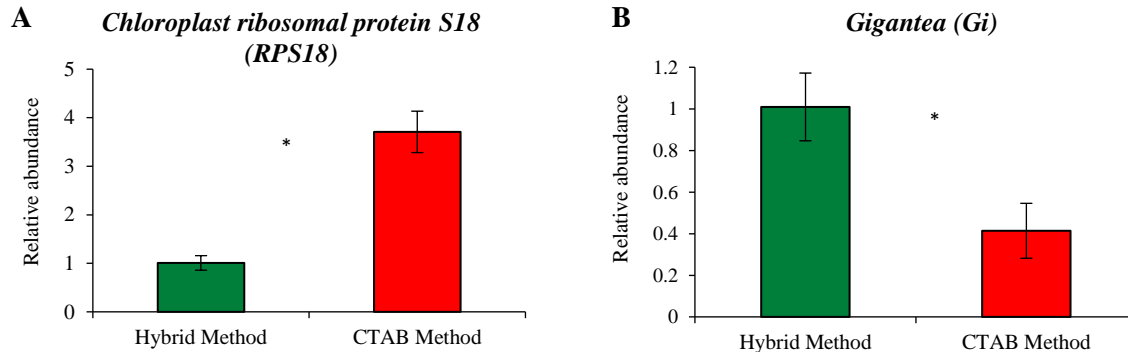 A
Chloroplast ribosomal protein S18
(RPS18)
Relative abundance
5
4
3
2
1
0
*
Hybrid Method
CTAB Method
B
Gigantea (Gi)
Relative abundance
1.2
1
0.8
0.6
0.4
0.2
0
*
Hybrid Method
CTAB Method